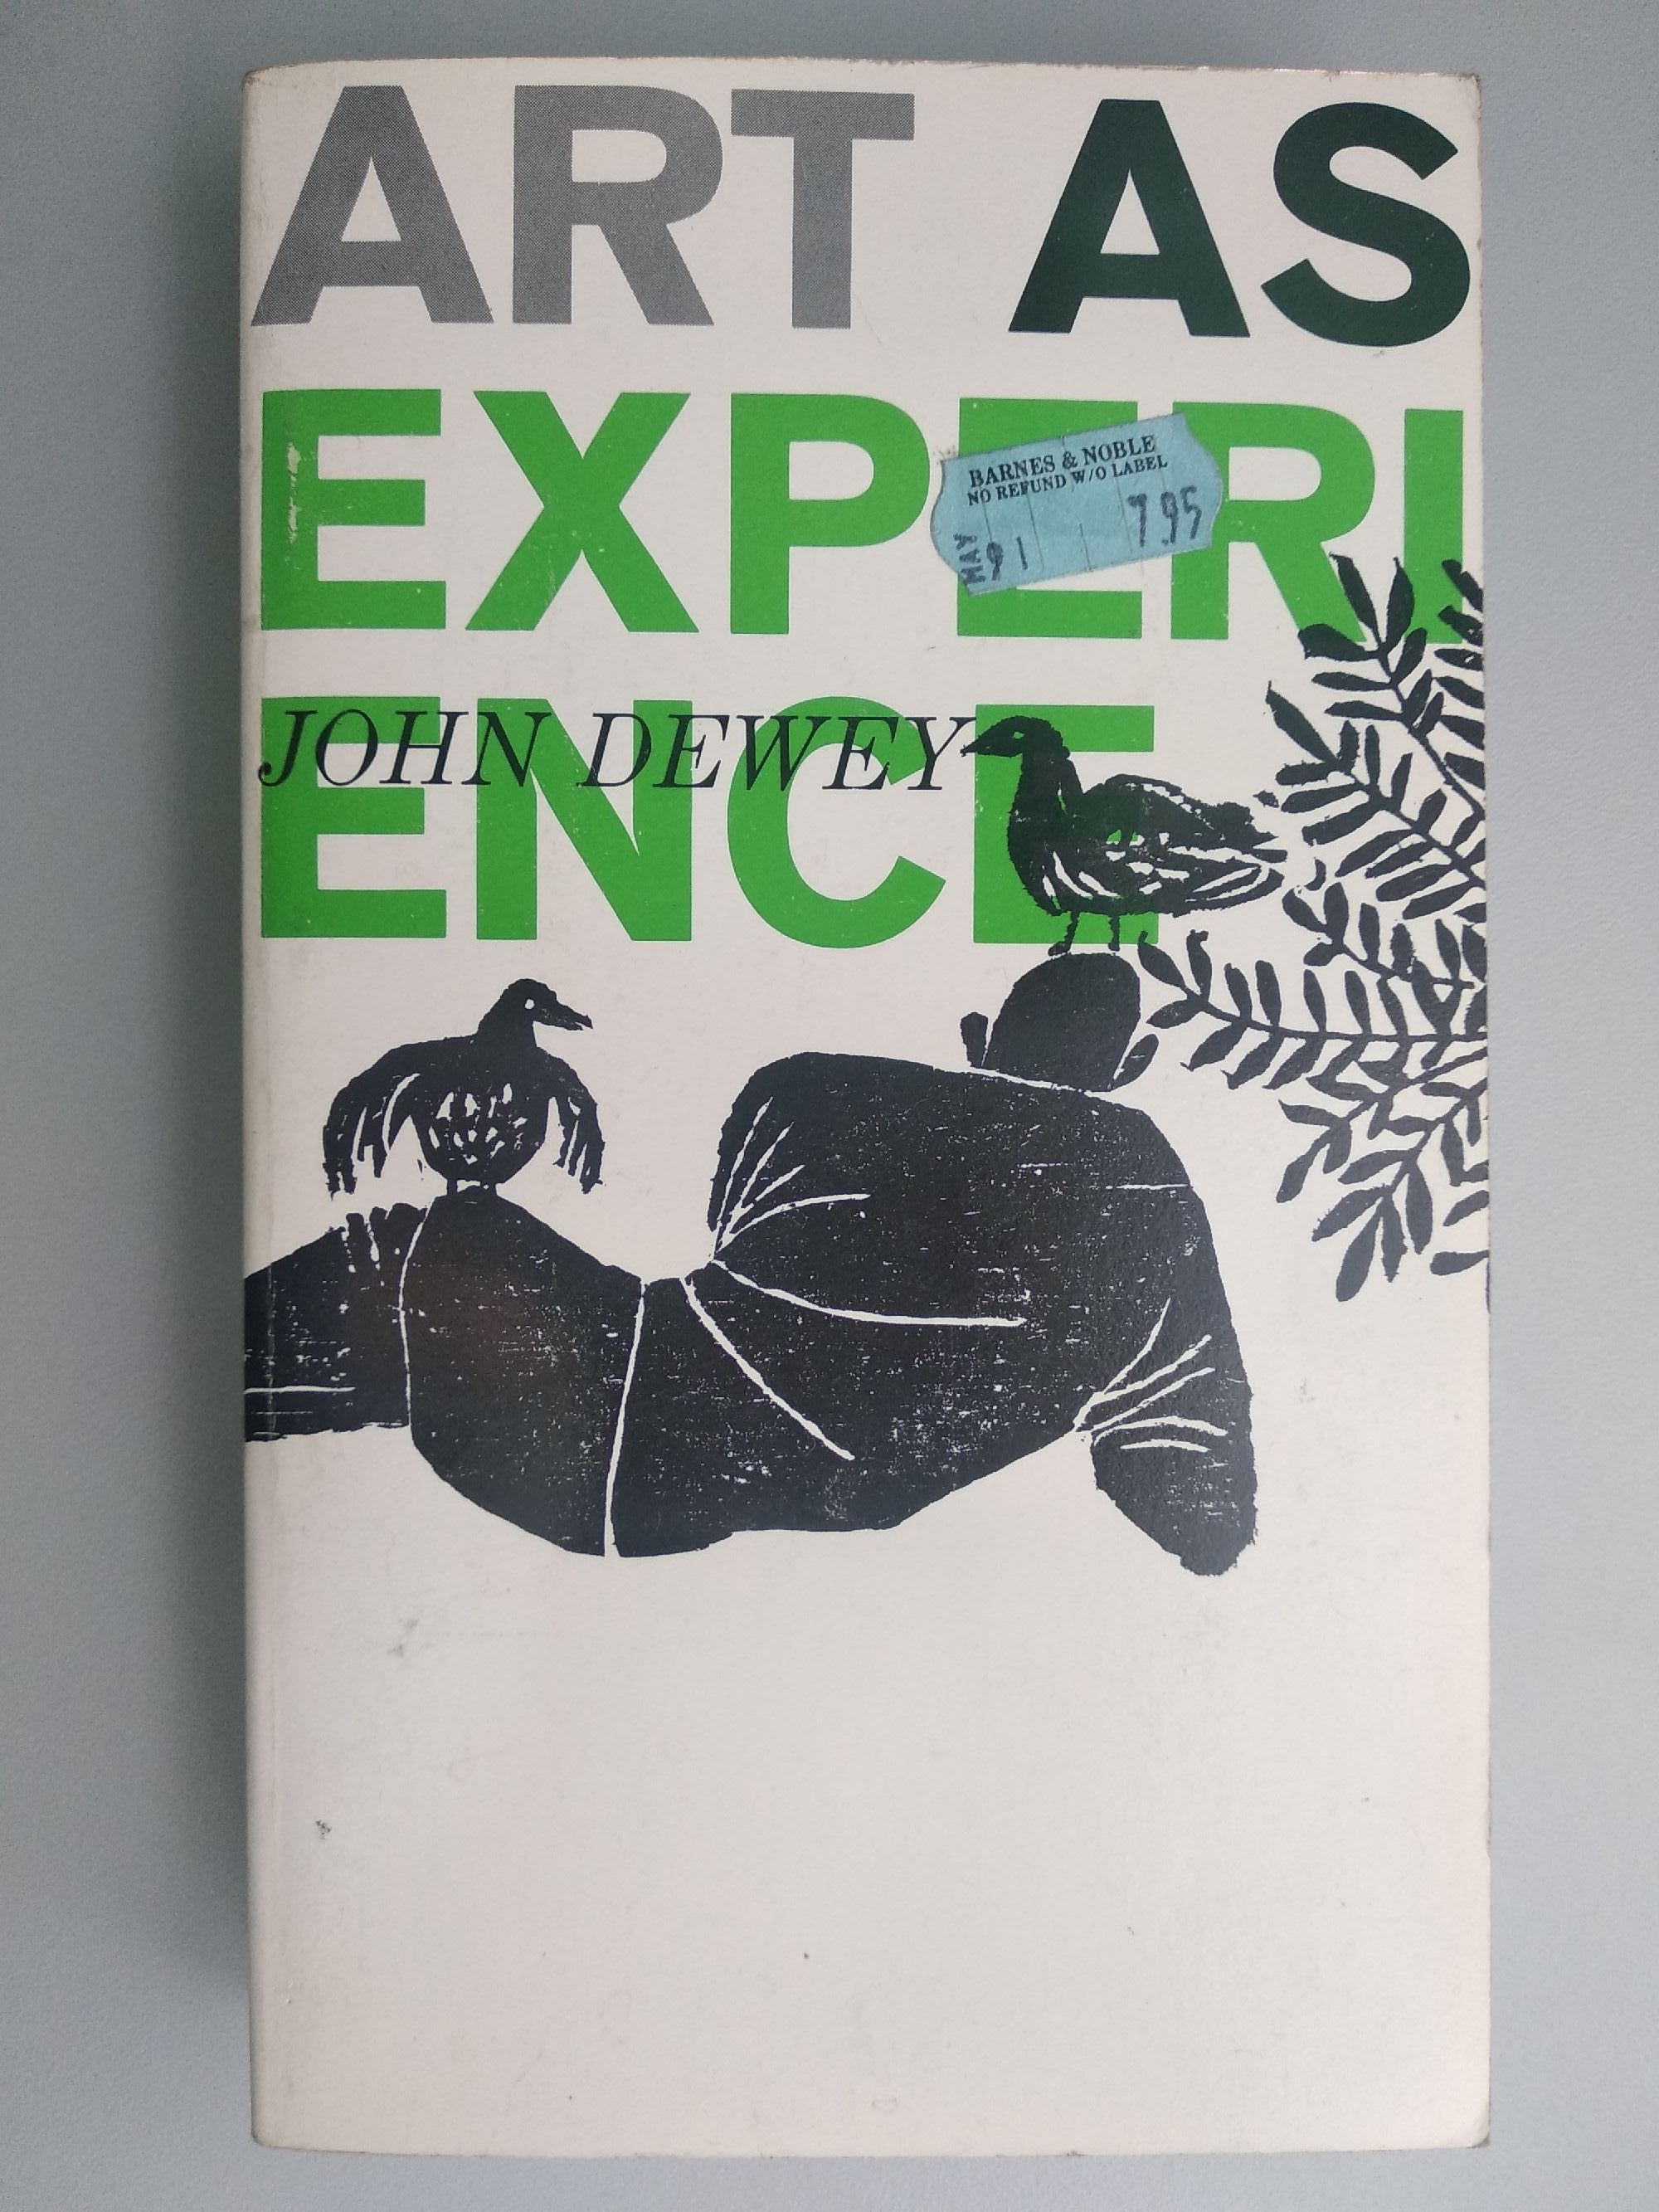 ART AS
EXPERI
ENCE
JOHN DEWEY
BARNES & NOBLE
NO REFUND W/O LABEL
MAY 91 7.95